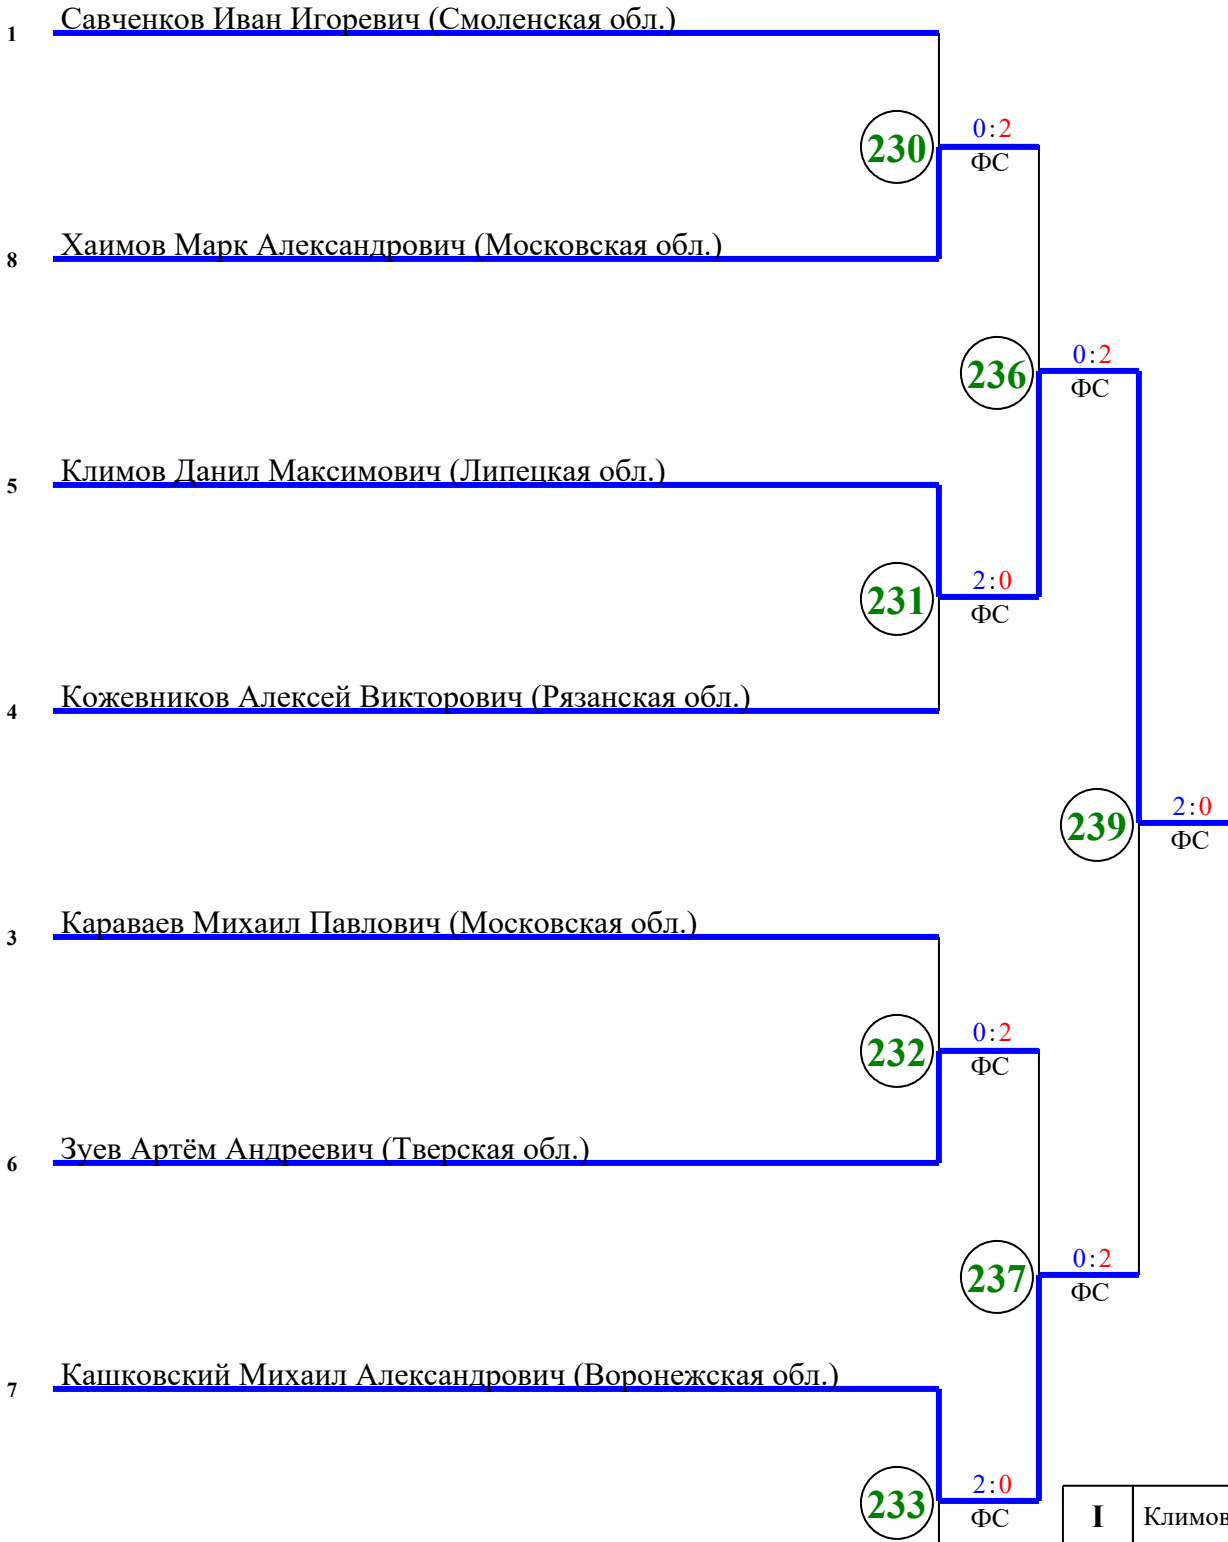 1 Савченков Иван Игоревич (Смоленская обл.)
230 0:2
ФС
8 Хаимов Марк Александрович (Московская обл.)
236 0:2
ФС
5 Климов Данил Максимович (Липецкая обл.)
231 2:0
ФС
4 Кожевников Алексей Викторович (Рязанская обл.)
239 2:0
ФС
3 Караваев Михаил Павлович (Московская обл.)
232 0:2
ФС
6 Зуев Артём Андреевич (Тверская обл.)
237 0:2
ФС
7 Кашковский Михаил Александрович (Воронежская обл.)
233 2:0
ФС
I Климов